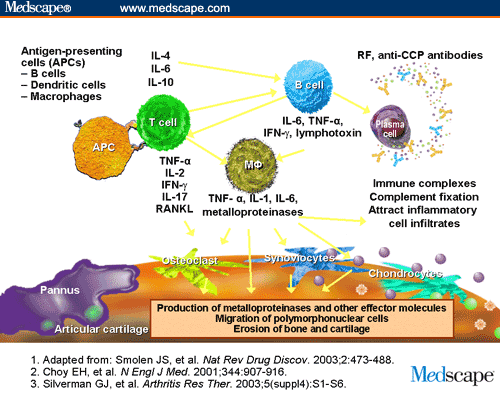 Medscape® www.medscape.com
Antigen-presenting
cells (APCs)
– B cells
– Dendritic cells
– Macrophages
IL-4
IL-6
IL-10
B cell
RF, anti-CCP antibodies
T cell
APC
IL-6, TNF-α,
IFN-γ, lymphotoxin
Plasma
cell
MΦ
TNF-α
IL-2
IFN-γ
IL-17
RANKL
TNF- α, IL-1, IL-6,
metalloproteinases
Immune complexes
Complement fixation
Attract inflammatory
cell infiltrates
Osteoclast
Synoviocytes
Chondrocytes
Pannus
Articular cartilage
Production of metalloproteinases and other effector molecules
Migration of polymorphonuclear cells
Erosion of bone and cartilage
1. Adapted from: Smolen JS, et al. Nat Rev Drug Discov. 2003;2:473-488.
2. Choy EH, et al. N Engl J Med. 2001;344:907-916.
3. Silverman GJ, et al. Arthritis Res Ther. 2003;5(suppl4):S1-S6.
Medscape®